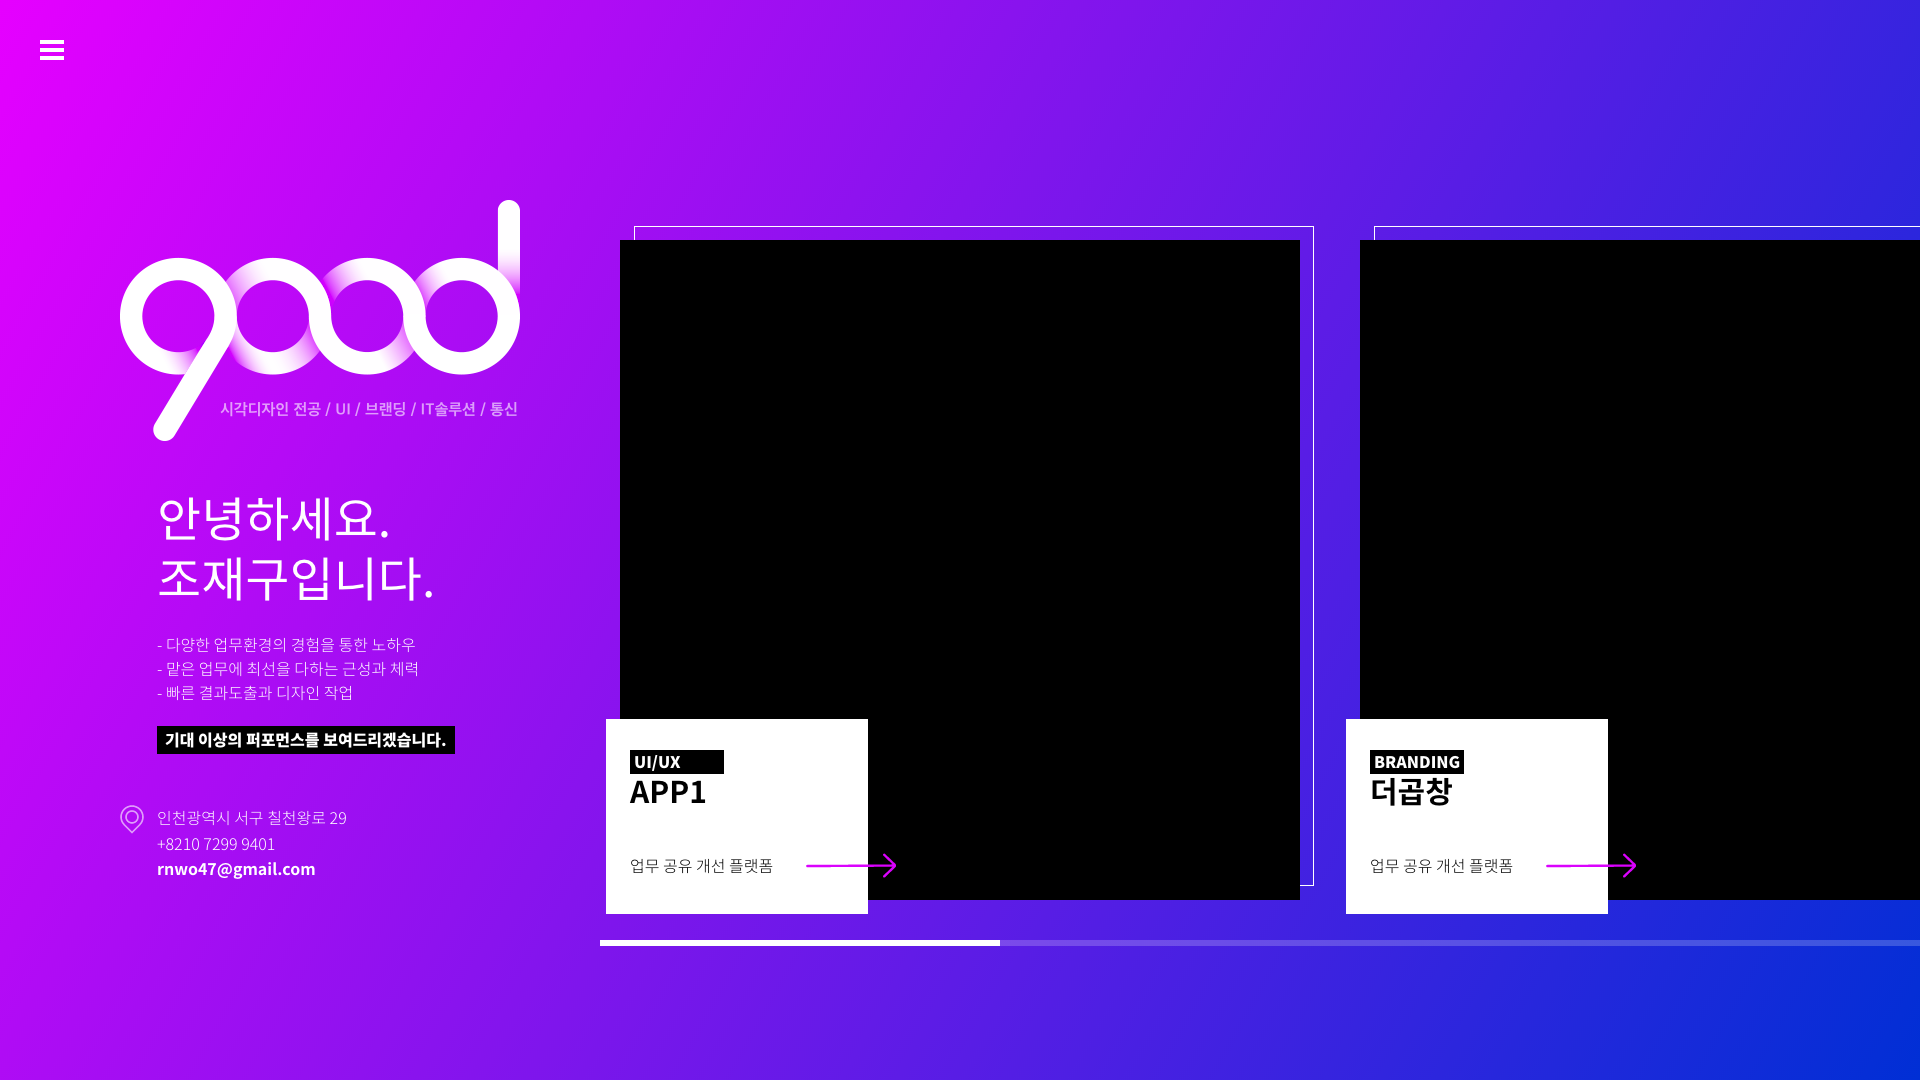 9ood
시각디자인 전공 / UI / 브랜딩 / IT솔루션 / 통신
안녕하세요.
조재구입니다.
- 다양한 업무환경의 경험을 통한 노하우
- 맡은 업무에 최선을 다하는 근성과 체력
- 빠른 결과도출과 디자인 작업
기대 이상의 퍼포먼스를 보여드리겠습니다.
인천광역시 서구 칠천왕로 29
+8210 7299 9401
rnwo47@gmail.com
UI/UX
APP1
업무 공유 개선 플랫폼
BRANDING
더곱창
업무 공유 개선 플랫폼